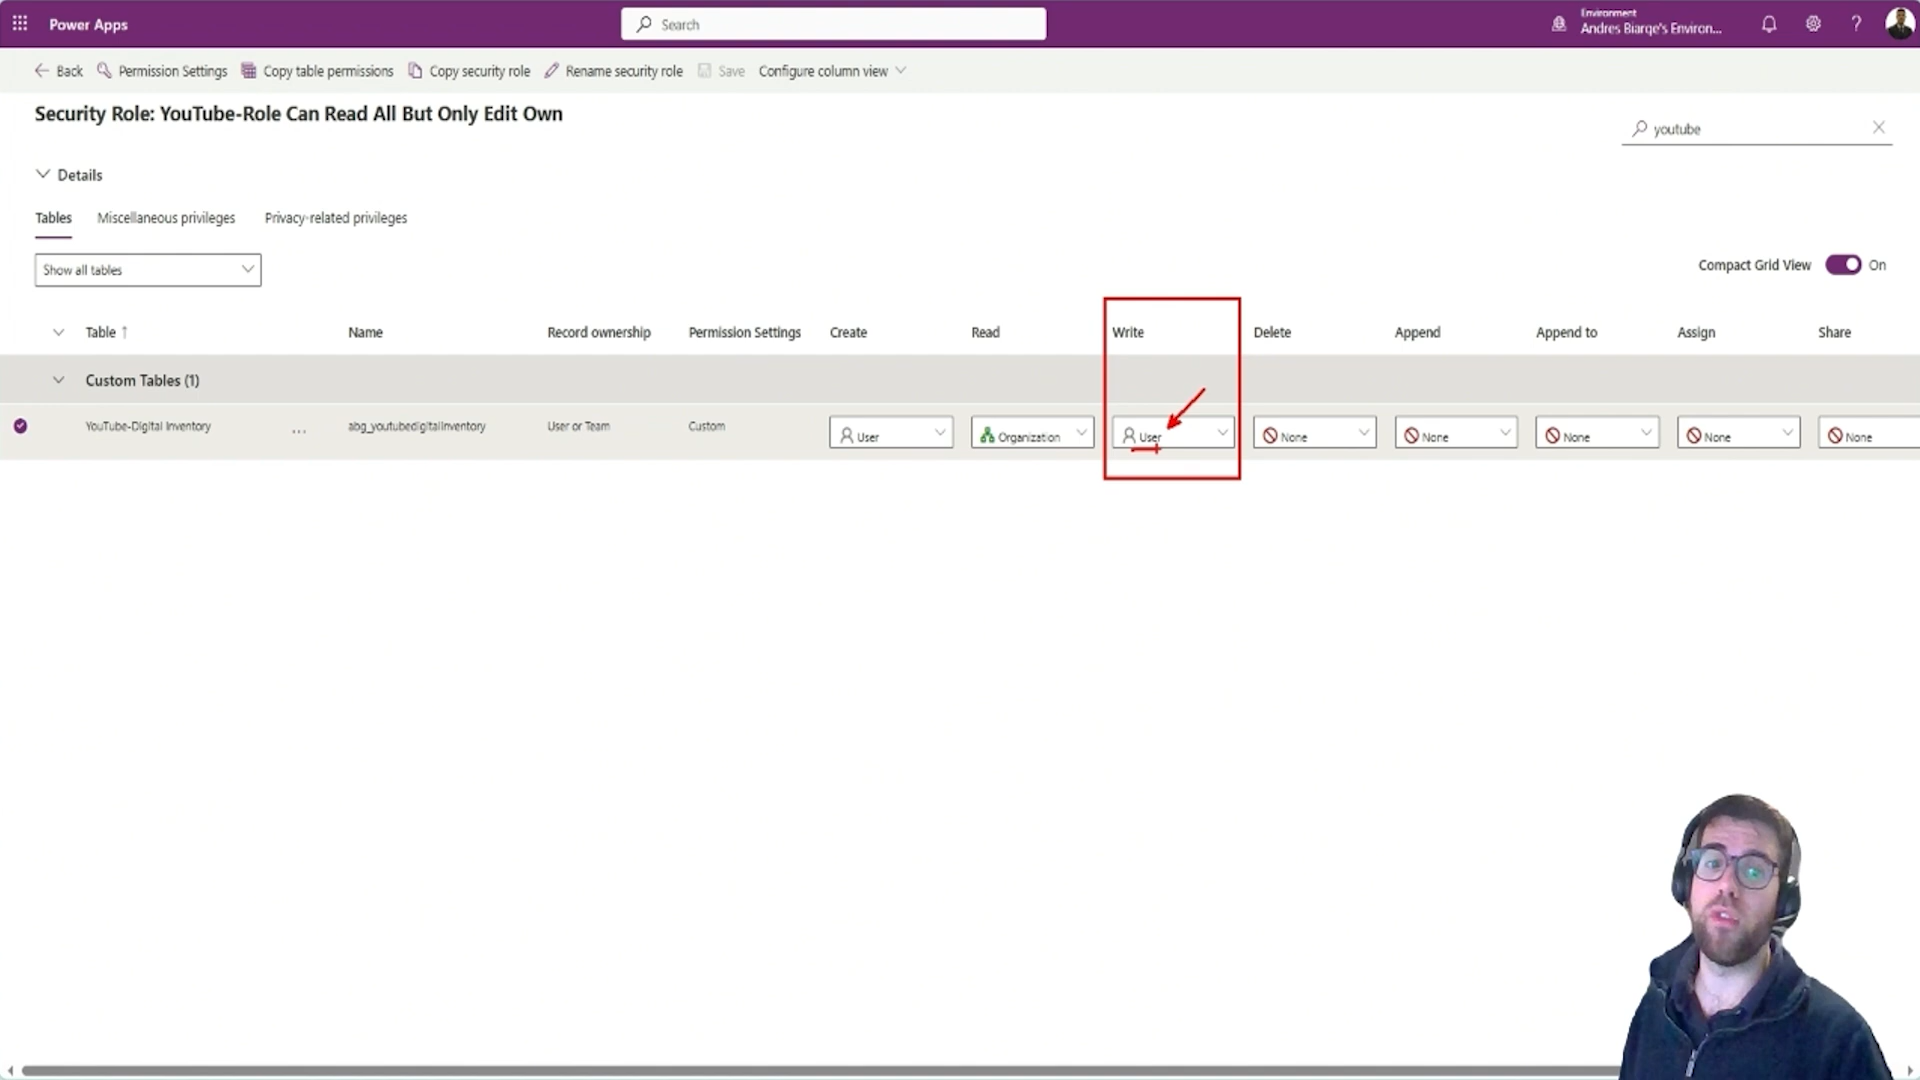 Power Apps
Search
Environment
Andres Biarge's Environ...
?
Back
Permission Settings
Copy table permissions
Copy security role
Rename security role
Save
Configure column view
Security Role: YouTube-Role Can Read All But Only Edit Own
youtube
Details
Tables
Miscellaneous privileges
Privacy-related privileges
Show all tables
Compact Grid View
On
Table ↑
Name
Record ownership
Permission Settings
Create
Read
Write
Delete
Append
Append to
Assign
Share
Custom Tables (1)
YouTube-Digital Inventory
...
abg_youtubedigitalinventory
User or Team
Custom
User
Organization
User
None
None
None
None
None